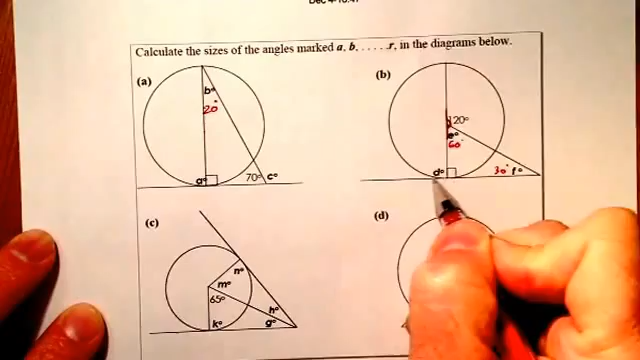 Calculate the sizes of the angles marked a, b, . . . . . r, in the diagrams below.
(a)
b°
20°
a°
70°
c°
(b)
120°
e°
60°
d°
30°
f°
(c)
n°
m°
65°
h°
k°
g°
(d)